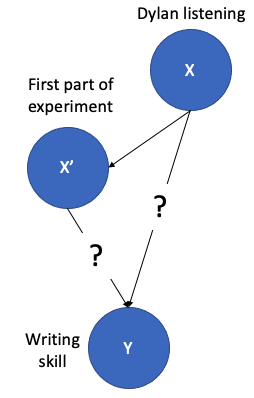 Dylan listening
X
First part of
experiment
X’
?
?
Writing
skill
Y